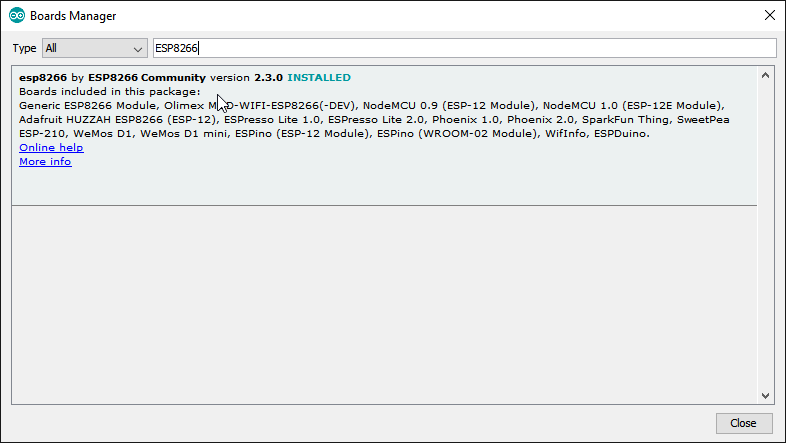 Boards Manager
Type All ESP8266
esp8266 by ESP8266 Community version 2.3.0 INSTALLED
Boards included in this package:
Generic ESP8266 Module, Olimex D-WIFI-ESP8266(-DEV), NodeMCU 0.9 (ESP-12 Module), NodeMCU 1.0 (ESP-12E Module),
Adafruit HUZZAH ESP8266 (ESP-12), ESPresso Lite 1.0, ESPresso Lite 2.0, Phoenix 1.0, Phoenix 2.0, SparkFun Thing, SweetPea
ESP-210, WeMos D1, WeMos D1 mini, ESPino (ESP-12 Module), ESPino (WROOM-02 Module), WifInfo, ESPDuino.
Online help
More info
Close